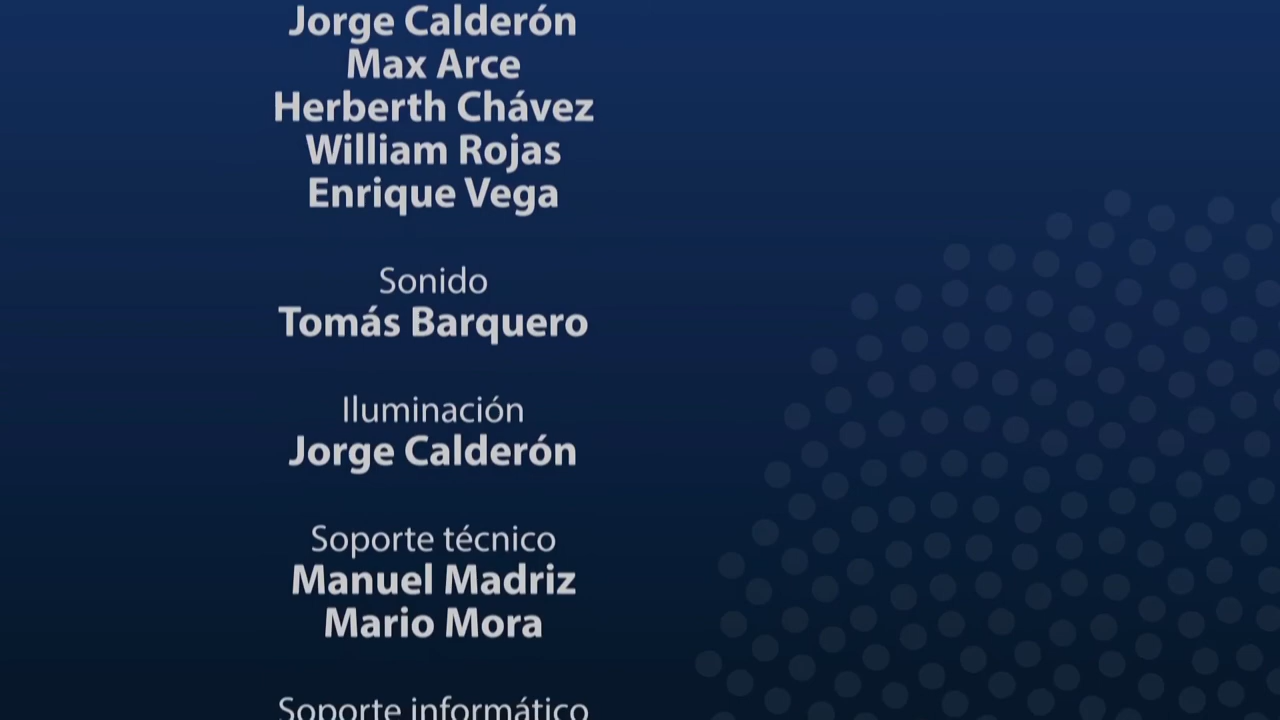 Jorge Calderón
Max Arce
Herberth Chávez
William Rojas
Enrique Vega
Sonido
Tomás Barquero
Iluminación
Jorge Calderón
Soporte técnico
Manuel Madriz
Mario Mora
Soporte informático